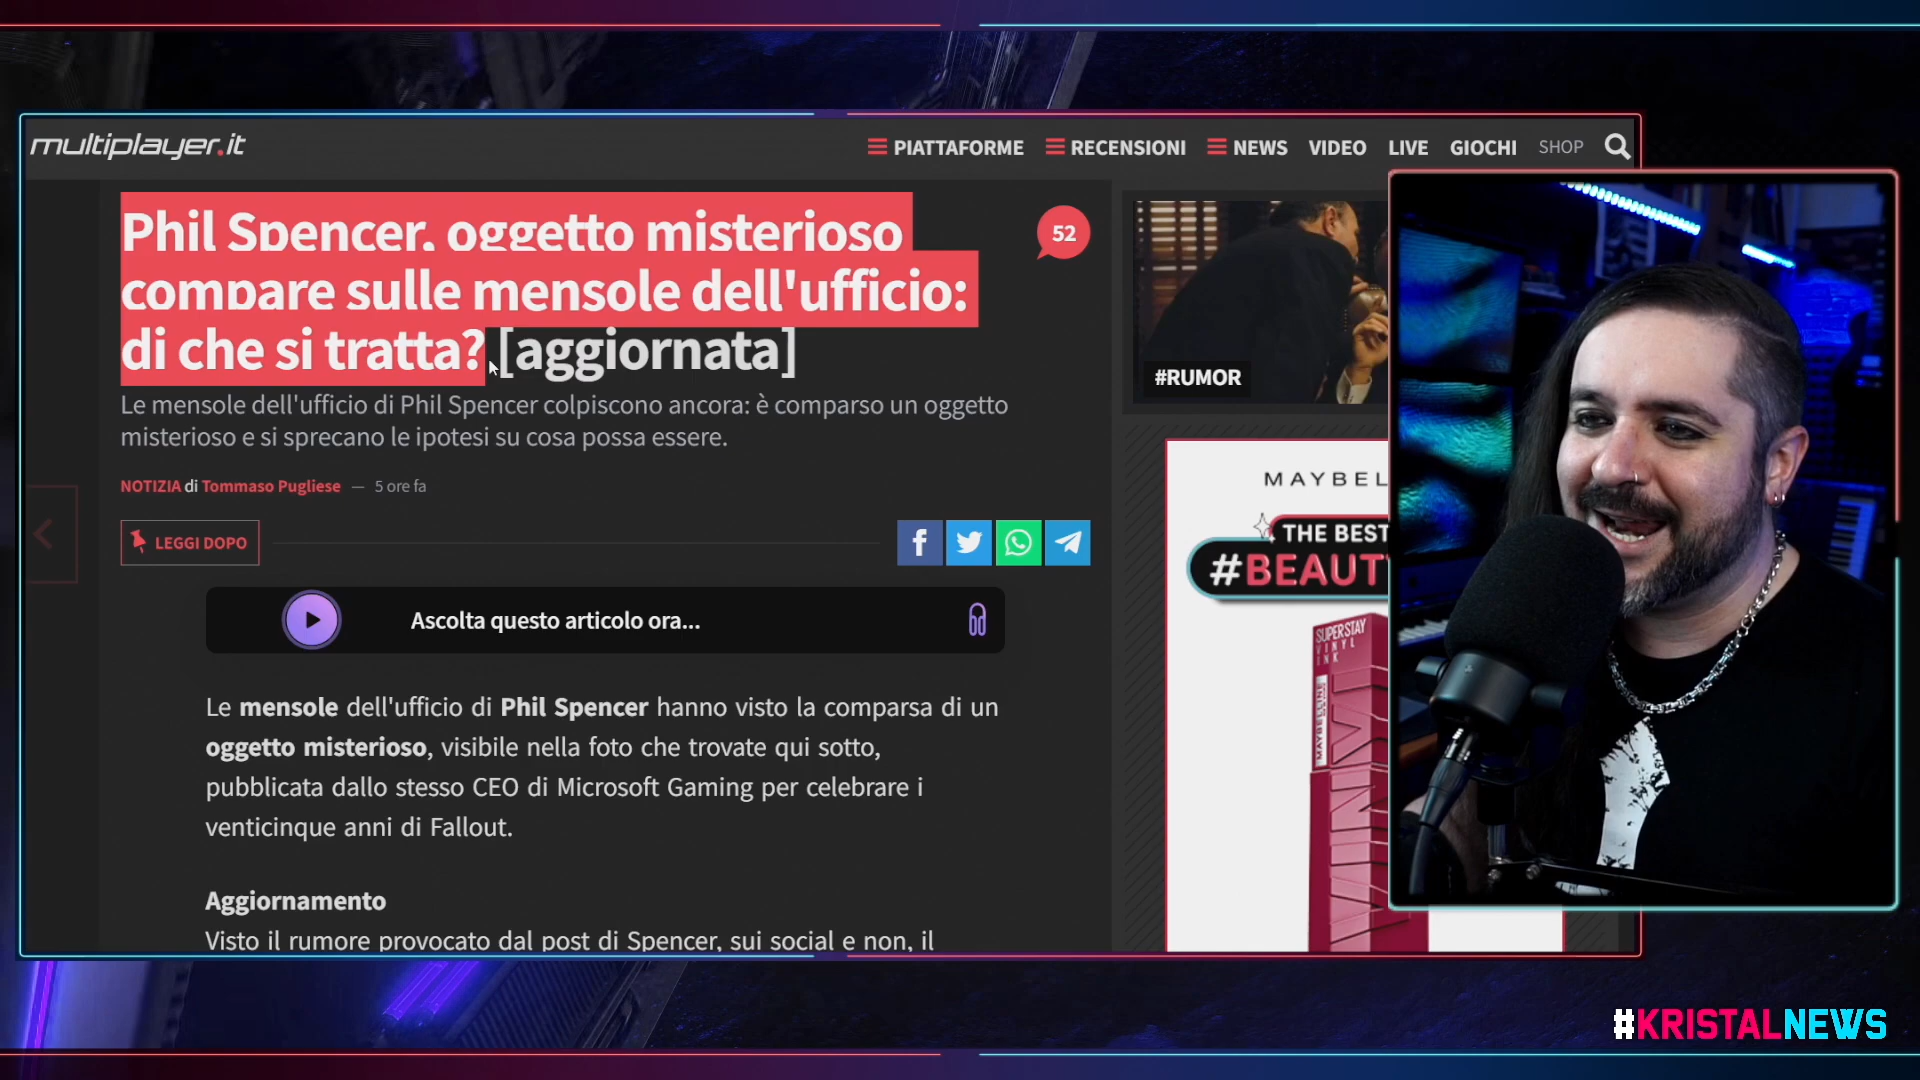 multiplayer.it
PIATTAFORME RECENSIONI NEWS VIDEO LIVE GIOCHI SHOP
Phil Spencer, oggetto misterioso
compare sulle mensole dell'ufficio:
di che si tratta? [aggiornata]
52
Le mensole dell'ufficio di Phil Spencer colpiscono ancora: è comparso un oggetto
misterioso e si sprecano le ipotesi su cosa possa essere.
NOTIZIA di Tommaso Pugliese — 5 ore fa
LEGGI DOPO
Ascolta questo articolo ora...
Le mensole dell'ufficio di Phil Spencer hanno visto la comparsa di un
oggetto misterioso, visibile nella foto che trovate qui sotto,
pubblicata dallo stesso CEO di Microsoft Gaming per celebrare i
venticinque anni di Fallout.
Aggiornamento
Visto il rumore provocato dal post di Spencer, sui social e non, il
#RUMOR
MAYBEL
THE BEST
#BEAUT
SUPERSTAY
VINYL
INK
MAYBELLINE
#KRISTALNEWS